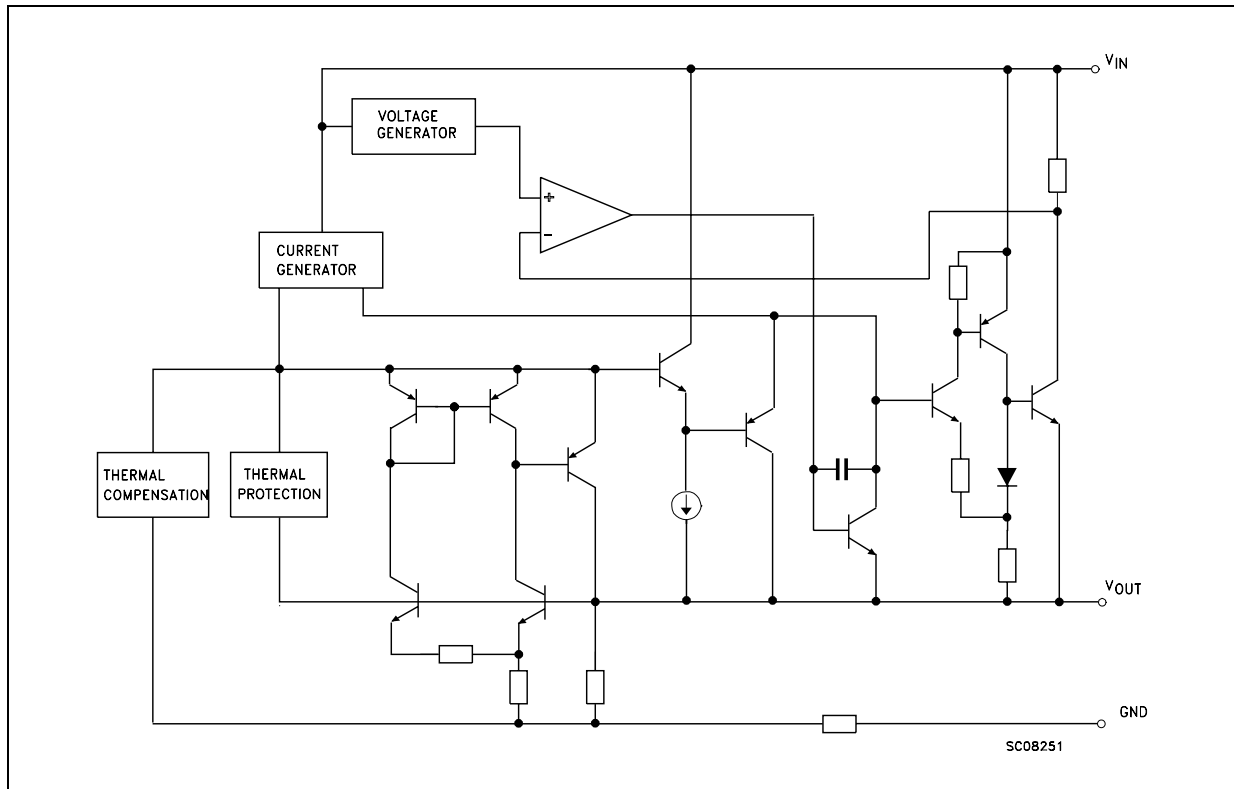 VIN
VOLTAGE
GENERATOR
+
-
CURRENT
GENERATOR
THERMAL
COMPENSATION
THERMAL
PROTECTION
VOUT
GND
SC08251